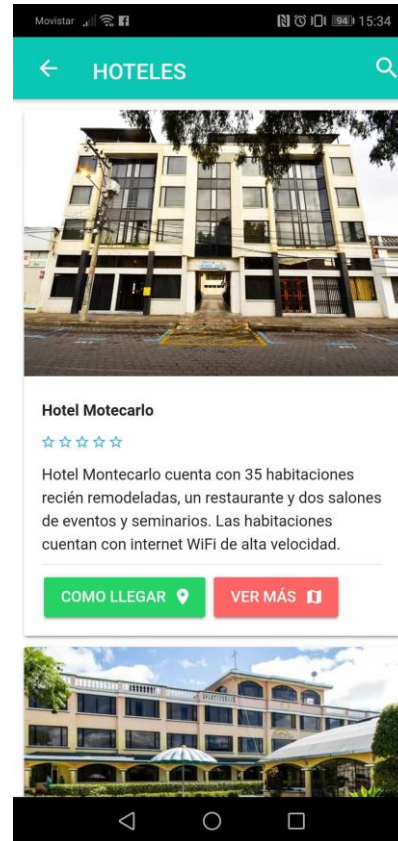 Movistar 94 15:34
HOTELES
Hotel Motecarlo
Hotel Montecarlo cuenta con 35 habitaciones
recién remodeladas, un restaurante y dos salones
de eventos y seminarios. Las habitaciones
cuentan con internet WiFi de alta velocidad.
COMO LLEGAR VER MÁS